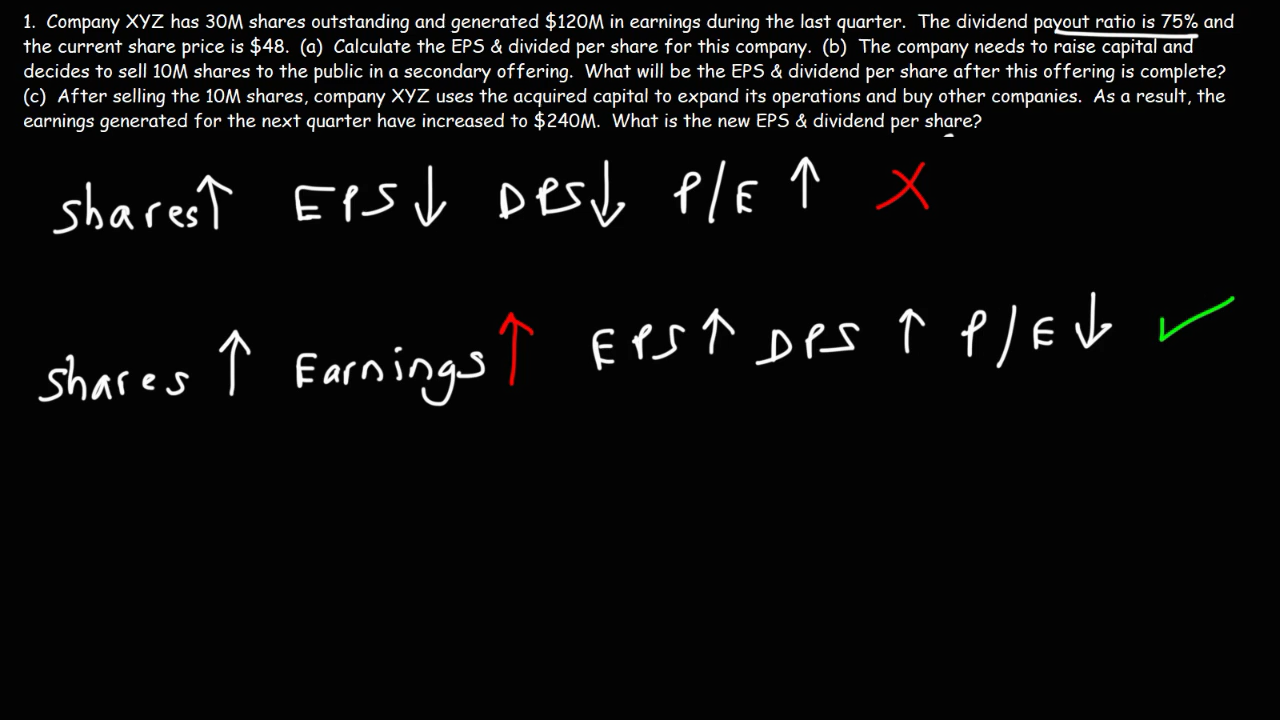 1. Company XYZ has 30M shares outstanding and generated $120M in earnings during the last quarter. The dividend payout ratio is 75% and
the current share price is $48. (a) Calculate the EPS & divided per share for this company. (b) The company needs to raise capital and
decides to sell 10M shares to the public in a secondary offering. What will be the EPS & dividend per share after this offering is complete?
(c) After selling the 10M shares, company XYZ uses the acquired capital to expand its operations and buy other companies. As a result, the
earnings generated for the next quarter have increased to $240M. What is the new EPS & dividend per share?
shares ↑ EPS ↓ DPS ↓ P/E ↑ X
shares ↑ Earnings ↑ EPS ↑ DPS ↑ P/E ↓ ✓